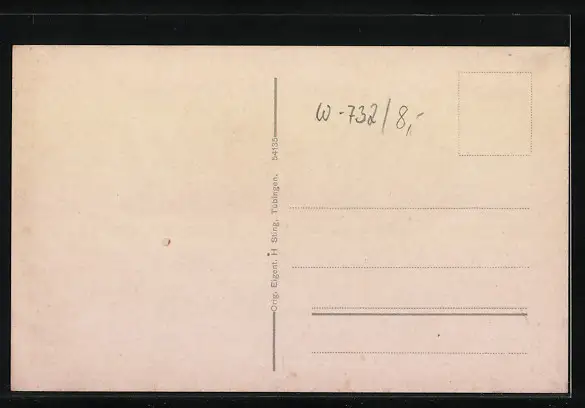 W-732/8,-
Orig. Eigent. H Sting, Tübingen. 54135